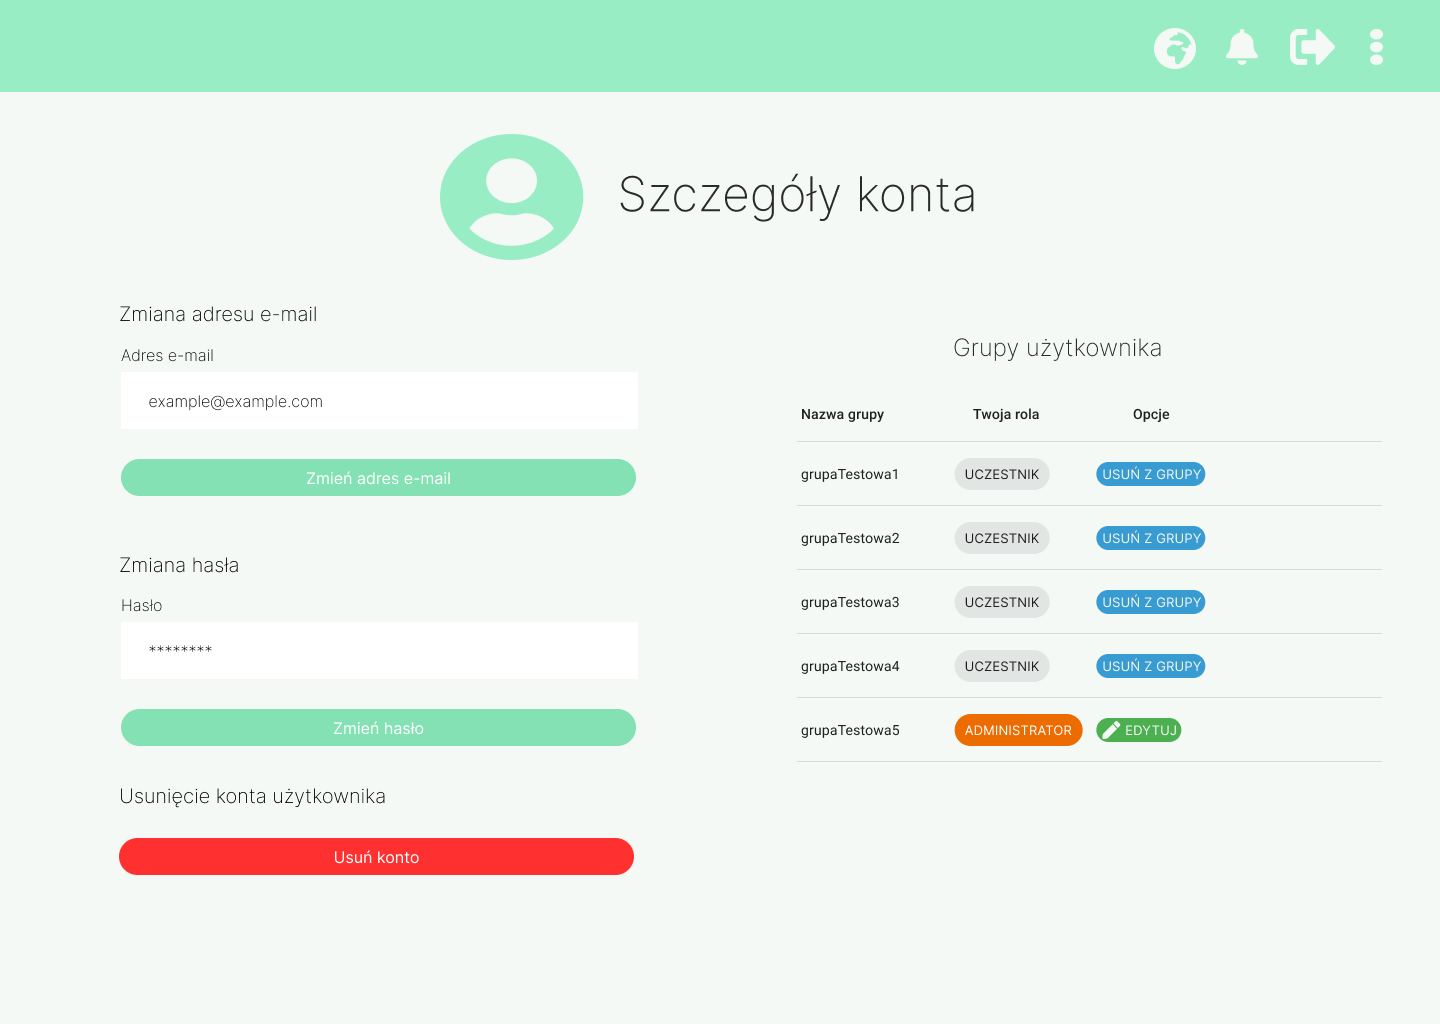 Szczegóły konta
Zmiana adresu e-mail
Adres e-mail
example@example.com
Zmień adres e-mail
Zmiana hasła
Hasło
********
Zmień hasło
Usunięcie konta użytkownika
Usuń konto
Grupy użytkownika
Nazwa grupy Twoja rola Opcje
grupaTestowa1 UCZESTNIK USUŃ Z GRUPY
grupaTestowa2 UCZESTNIK USUŃ Z GRUPY
grupaTestowa3 UCZESTNIK USUŃ Z GRUPY
grupaTestowa4 UCZESTNIK USUŃ Z GRUPY
grupaTestowa5 ADMINISTRATOR EDYTUJ